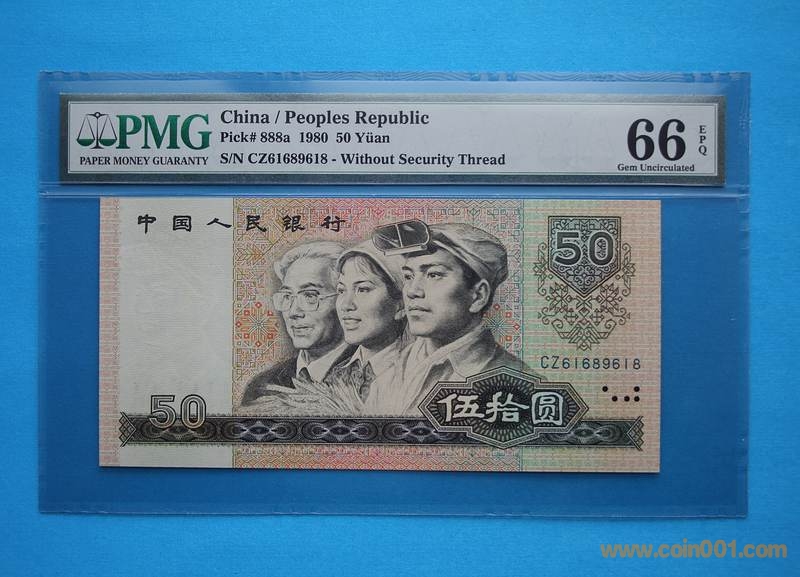 PMG
PAPER MONEY GUARANTY
China / Peoples Republic
Pick# 888a 1980 50 Yüan
S/N CZ61689618 - Without Security Thread
66
EPQ
Gem Uncirculated
中国人民银行
50
CZ61689618
50
伍拾圆
www.coin001.com